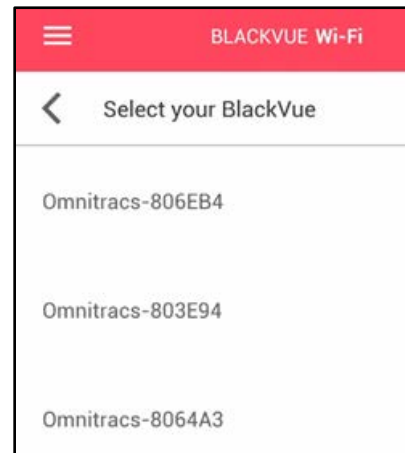 BLACKVUE Wi-Fi
Select your BlackVue
Omnitracs-806EB4
Omnitracs-803E94
Omnitracs-8064A3